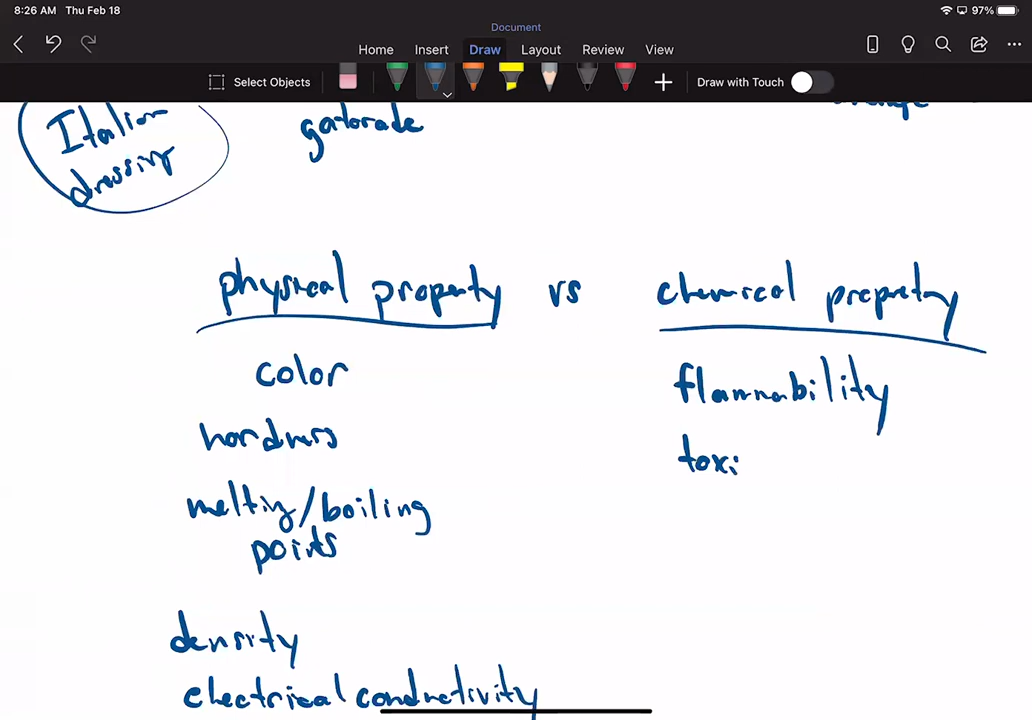 8:26 AM Thu Feb 18
97%
Document
Home Insert Draw Layout Review View
Select Objects
Draw with Touch
Italian
dressing
gatorade
physical property vs chemical propretary
color
flammability
hardness
toxi
melting/boiling
points
density
electrical conductivity